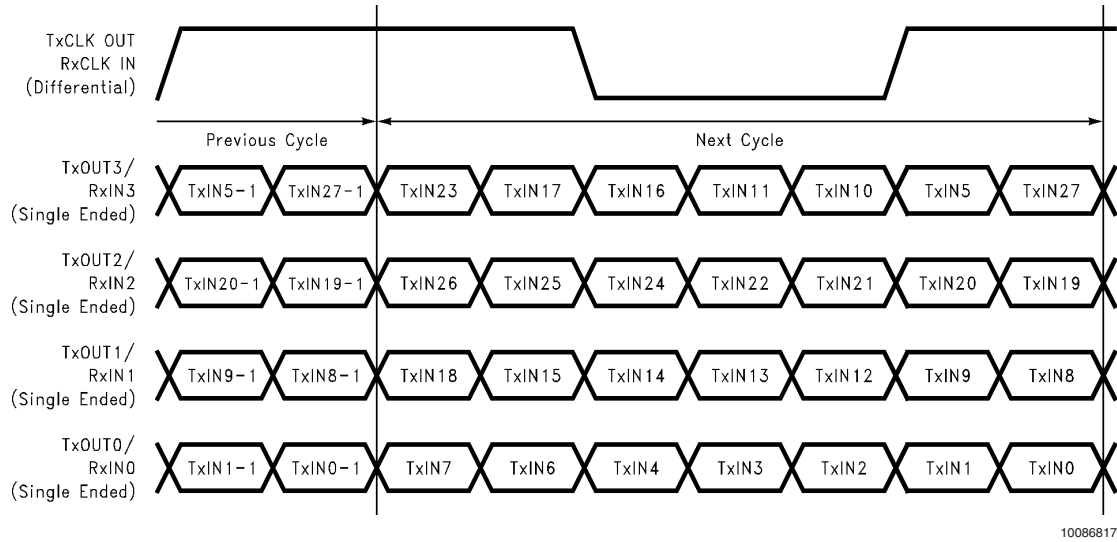 TxCLK OUT
RxCLK IN
(Differential)
Previous Cycle
Next Cycle
TxOUT3/
RxIN3
(Single Ended)
TxIN5-1 TxIN27-1 TxIN23 TxIN17 TxIN16 TxIN11 TxIN10 TxIN5 TxIN27
TxOUT2/
RxIN2
(Single Ended)
TxIN20-1 TxIN19-1 TxIN26 TxIN25 TxIN24 TxIN22 TxIN21 TxIN20 TxIN19
TxOUT1/
RxIN1
(Single Ended)
TxIN9-1 TxIN8-1 TxIN18 TxIN15 TxIN14 TxIN13 TxIN12 TxIN9 TxIN8
TxOUT0/
RxIN0
(Single Ended)
TxIN1-1 TxIN0-1 TxIN7 TxIN6 TxIN4 TxIN3 TxIN2 TxIN1 TxIN0
10086817